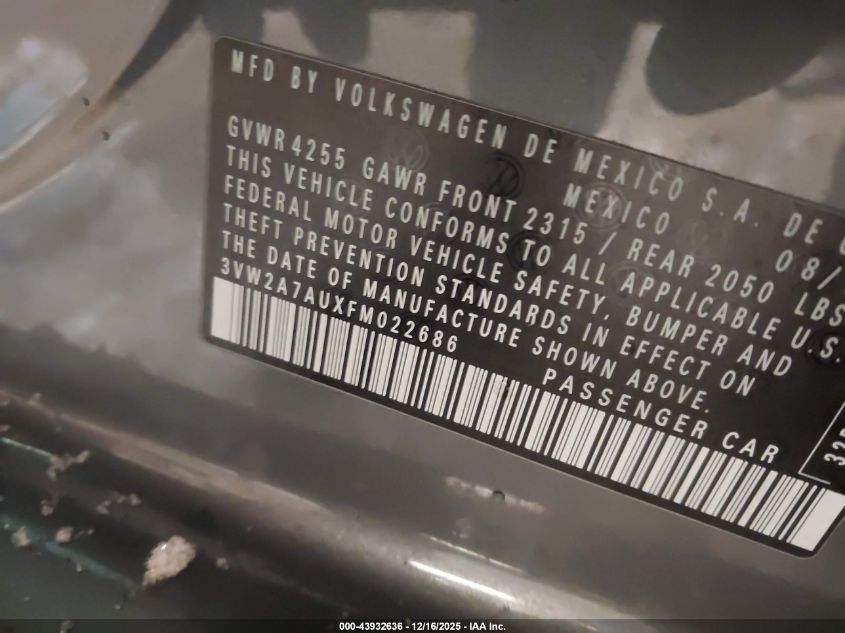 MFD BY VOLKSWAGEN DE MEXICO S.A. DE
MEXICO 08/
GVWR 4255 GAWR FRONT 2315 / REAR 2050 LBS
THIS VEHICLE CONFORMS TO ALL APPLICABLE U.S.
FEDERAL MOTOR VEHICLE SAFETY, BUMPER AND
THEFT PREVENTION STANDARDS IN EFFECT ON
THE DATE OF MANUFACTURE SHOWN ABOVE.
3VW2A7AUXFM022686 PASSENGER CAR
000-43932636 - 12/16/2025 - IAA Inc.